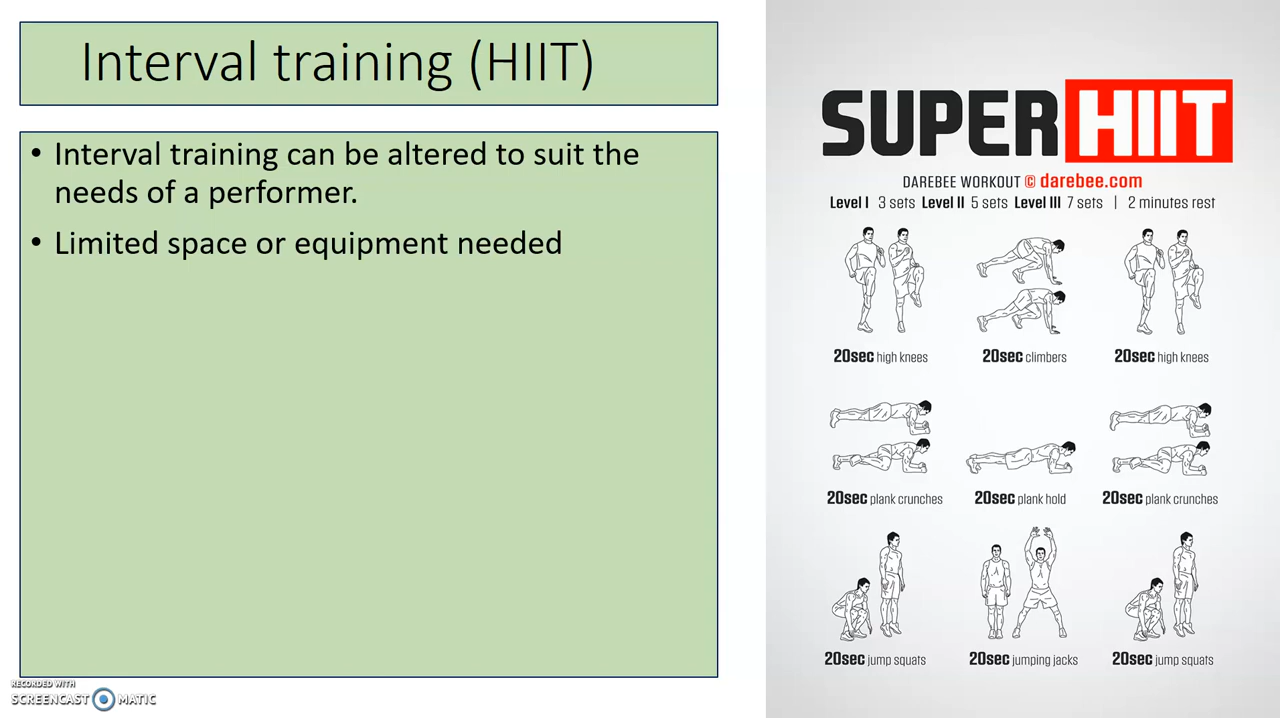 Interval training (HIIT)
• Interval training can be altered to suit the
needs of a performer.
• Limited space or equipment needed
SUPERHIIT
DAREBEE WORKOUT © darebee.com
Level I 3 sets Level II 5 sets Level III 7 sets | 2 minutes rest
20sec high knees
20sec climbers
20sec high knees
20sec plank crunches
20sec plank hold
20sec plank crunches
20sec jump squats
20sec jumping jacks
20sec jump squats
RECORDED WITH
SCREENCAST MATIC